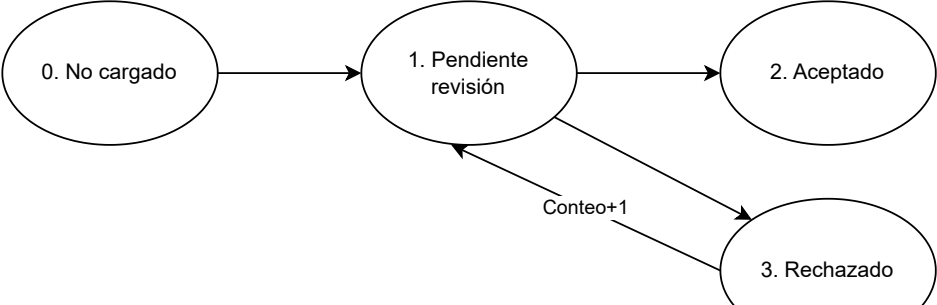 0. No cargado
1. Pendiente
revisión
2. Aceptado
Conteo+1
3. Rechazado